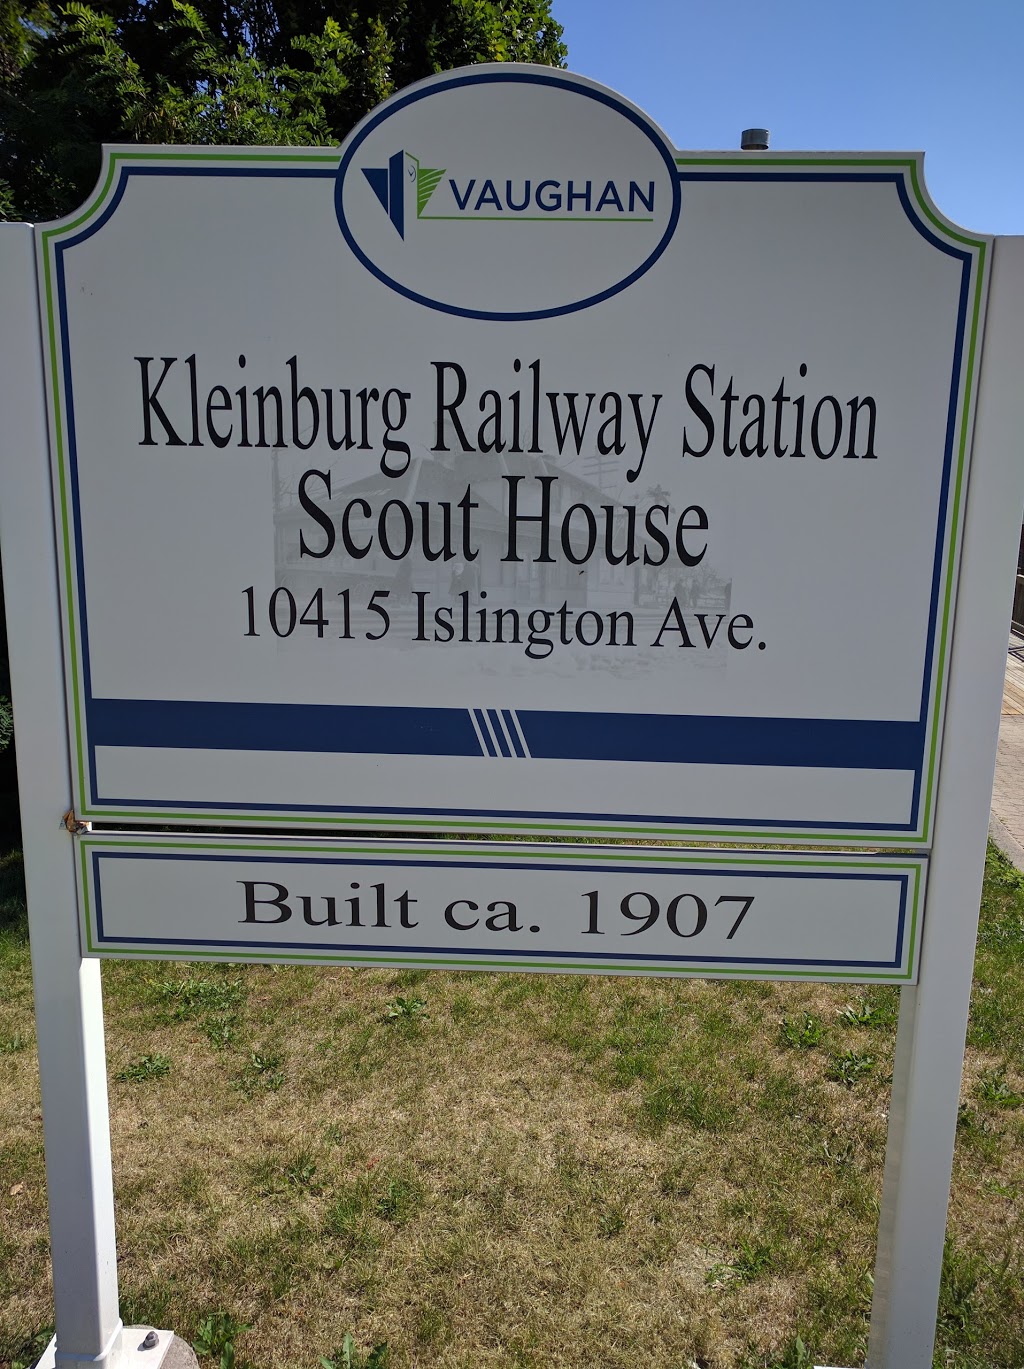 VAUGHAN
Kleinburg Railway Station
Scout House
10415 Islington Ave.
Built ca. 1907